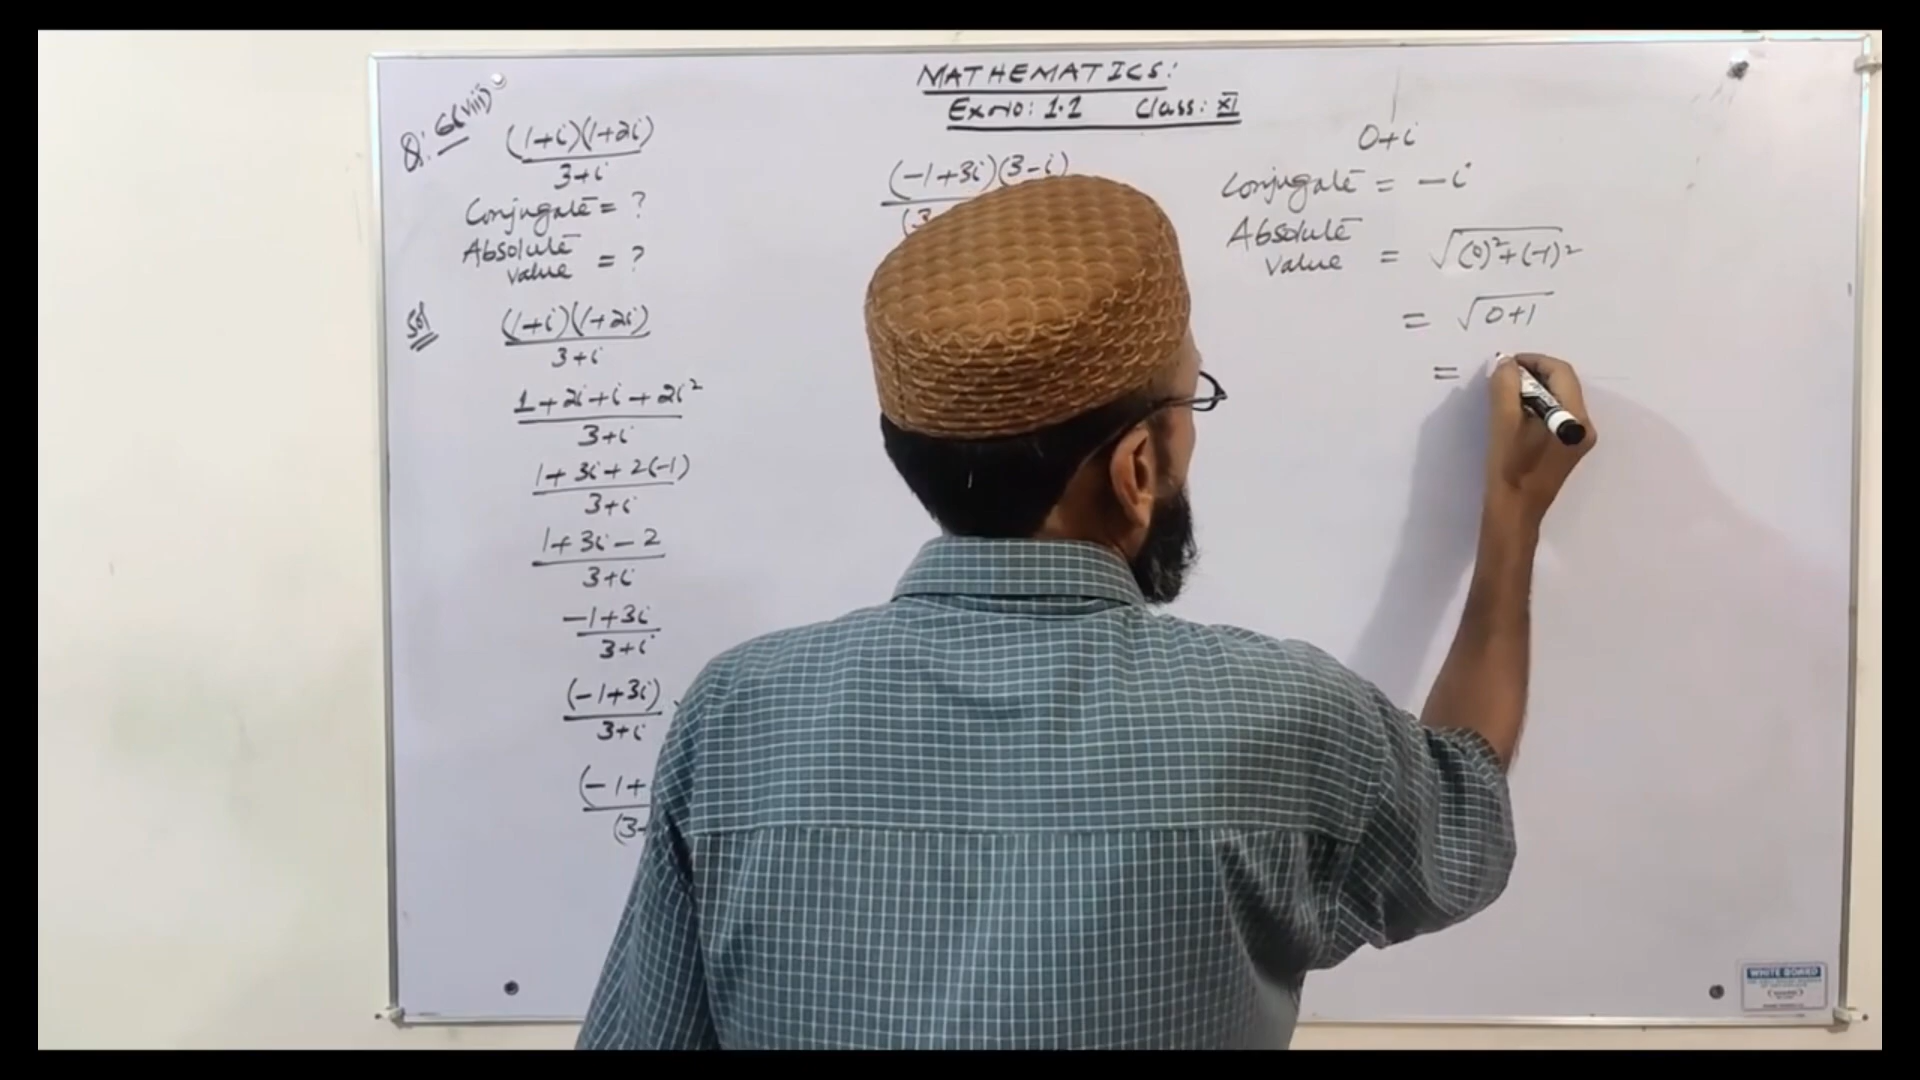 MATHEMATICS:
Ex NO: 1.1 Class: XI
Q: 6(viii)
(1+i)(1+2i)
3+i
Conjugate = ?
Absolute
value = ?
Sol
(1+i)(1+2i)
3+i
1+2i+i+2i²
3+i
1+3i+2(-1)
3+i
1+3i-2
3+i
-1+3i
3+i
(-1+3i)
3+i
(-1+
(3-
(-1+3i)(3-i)
(3
0+i
Conjugate = -i
Absolute
value = √(0)²+(-1)²
= √0+1
=
WHITE BOARD